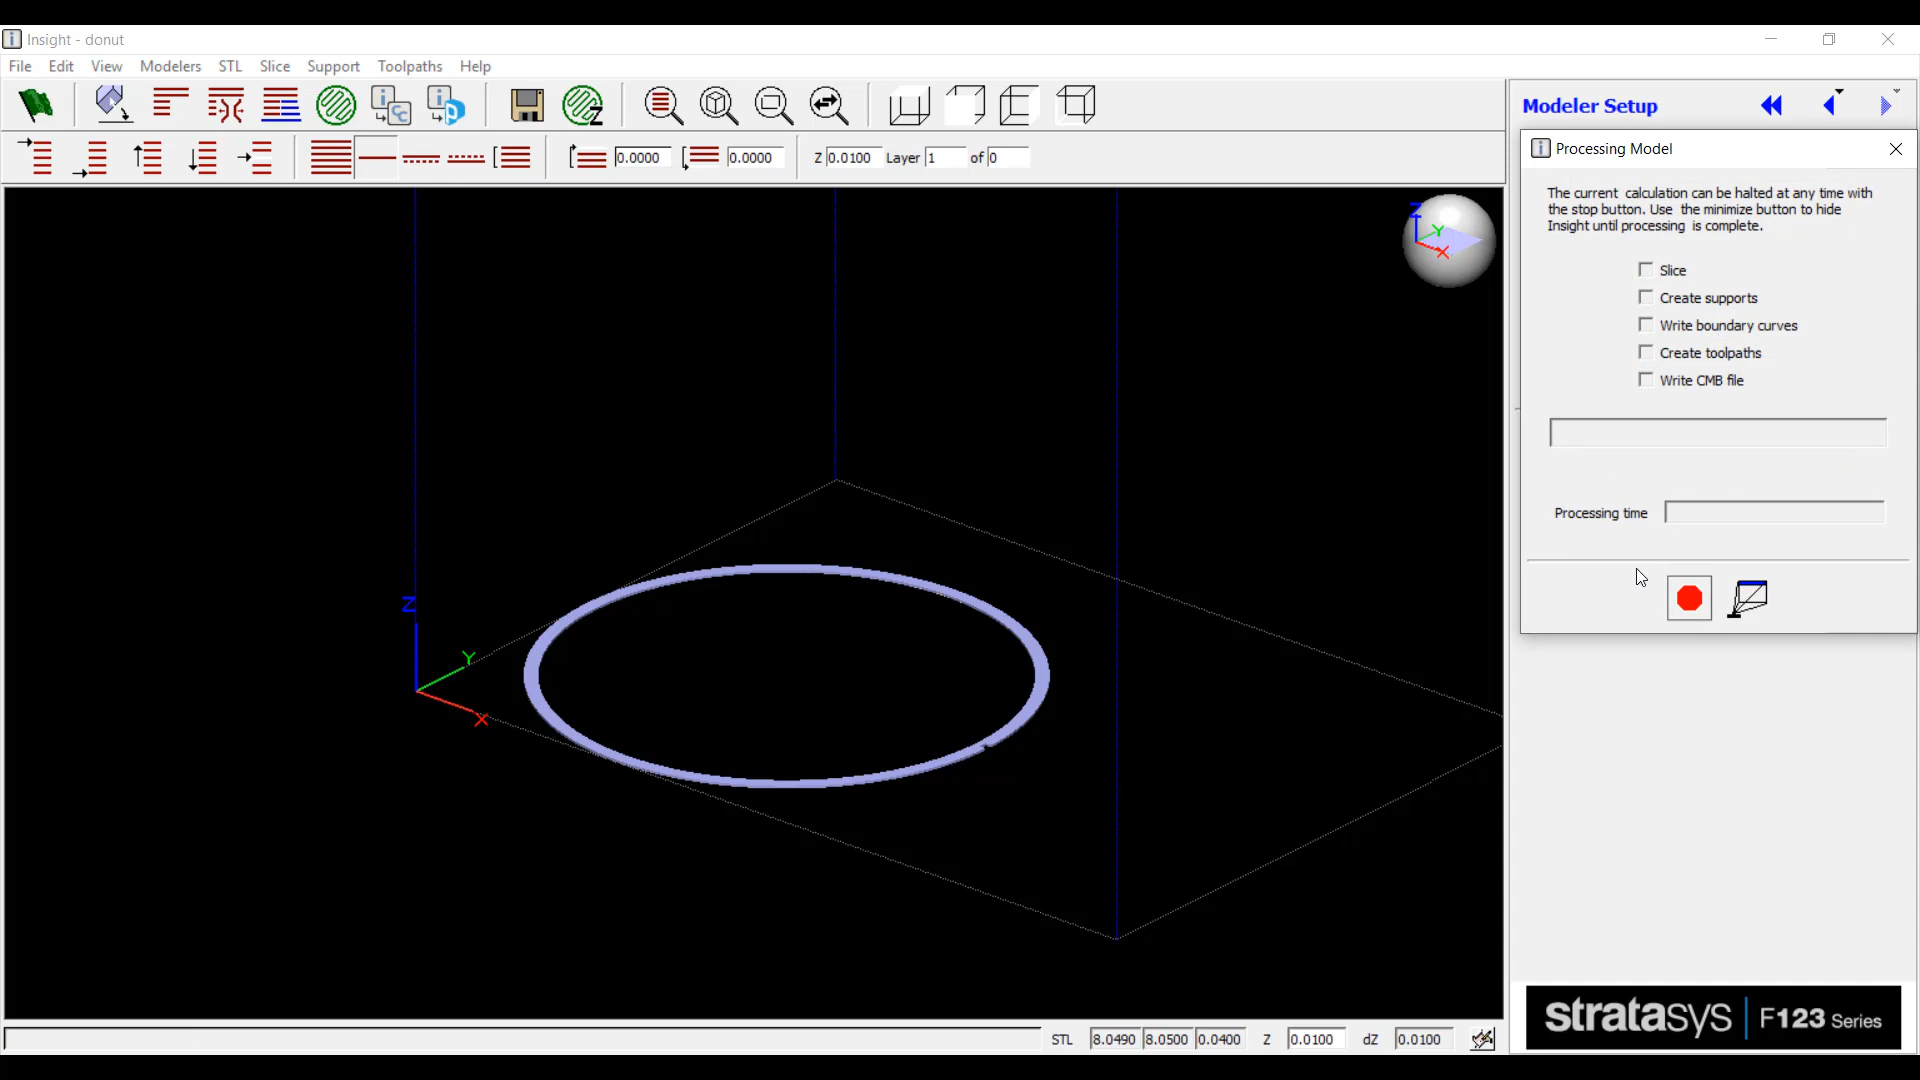 Insight - donut
File Edit View Modelers STL Slice Support Toolpaths Help
Modeler Setup
0.0000 0.0000 Z 0.0100 Layer 1 of 0
Processing Model
The current calculation can be halted at any time with
the stop button. Use the minimize button to hide
Insight until processing is complete.
Slice
Create supports
Write boundary curves
Create toolpaths
Write CMB file
Processing time
Z
Y
X
Z
Y
X
stratasys F123 Series
STL 8.0490 8.0500 0.0400 Z 0.0100 dZ 0.0100